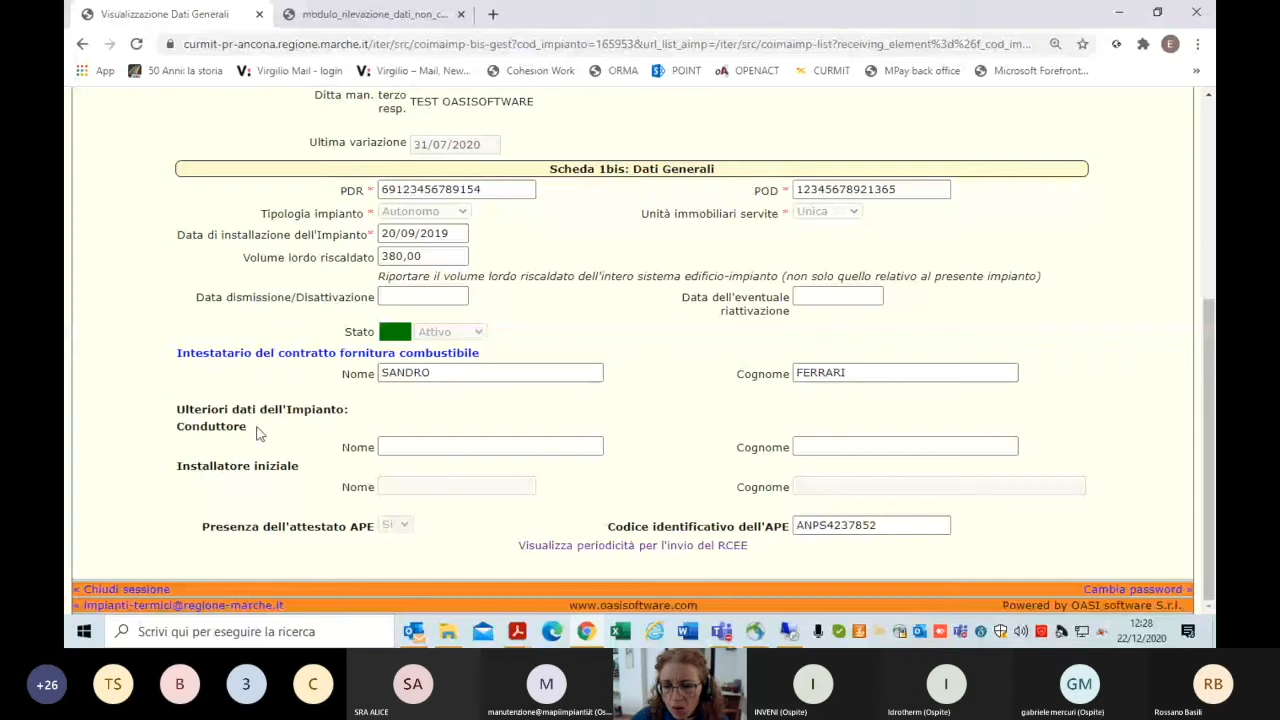 Visualizzazione Dati Generali
modulo_rilevazione_dati_non_c...
curmit-pr-ancona.regione.marche.it/iter/src/coimaimp-bis-gest?cod_impianto=165953&url_list_aimp=/iter/src/coimaimp-list?receiving_element%3d%26f_cod_im...
App 50 Annii la storia Virgilio Mail - login Virgilio – Mail, New... Cohesion Work ORMA POINT OPENACT CURMIT MPay back office Microsoft Forefront... »
Ditta man. terzo
resp. TEST OASISOFTWARE
Ultima variazione 31/07/2020
Scheda 1bis: Dati Generali
PDR * 69123456789154 POD * 12345678921365
Tipologia impianto * Autonomo Unità immobiliari servite * Unica
Data di installazione dell'Impianto* 20/09/2019
Volume lordo riscaldato 380,00
Riportare il volume lordo riscaldato dell'intero sistema edificio-impianto (non solo quello relativo al presente impianto)
Data dismissione/Disattivazione Data dell'eventuale
riattivazione
Stato Attivo
Intestatario del contratto fornitura combustibile
Nome SANDRO Cognome FERRARI
Ulteriori dati dell'Impianto:
Conduttore
Nome Cognome
Installatore iniziale
Nome Cognome
Presenza dell'attestato APE Si Codice identificativo dell'APE ANPS4237852
Visualizza periodicità per l'invio del RCEE
« Chiudi sessione Cambia password »
« impianti-termici@regione-marche.it www.oasisoftware.com Powered by OASI software S.r.l.
Scrivi qui per eseguire la ricerca 12:28
22/12/2020
+26 TS B 3 C SA M I I GM RB
SRA ALICE manutenzione@mapiimpianti.it (Os... INVENI (Ospite) Idrotherm (Ospite) gabriele mercuri (Ospite) Rossano Basili